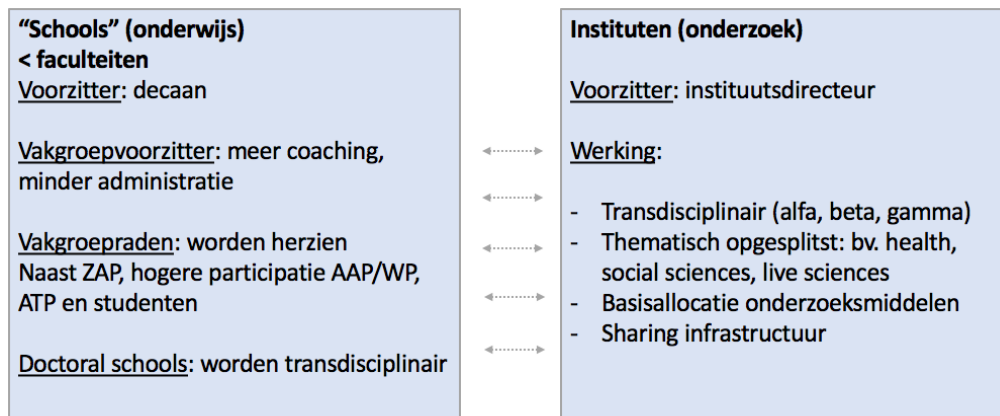 “Schools” (onderwijs)
< faculteiten
Voorzitter: decaan
Vakgroepvoorzitter: meer coaching,
minder administratie
Vakgroepraden: worden herzien
Naast ZAP, hogere participatie AAP/WP,
ATP en studenten
Doctoral schools: worden transdisciplinair
Instituten (onderzoek)
Voorzitter: instituutsdirecteur
Werking:
- Transdisciplinair (alfa, beta, gamma)
- Thematisch opgesplitst: bv. health,
social sciences, live sciences
- Basisallocatie onderzoeksmiddelen
- Sharing infrastructuur